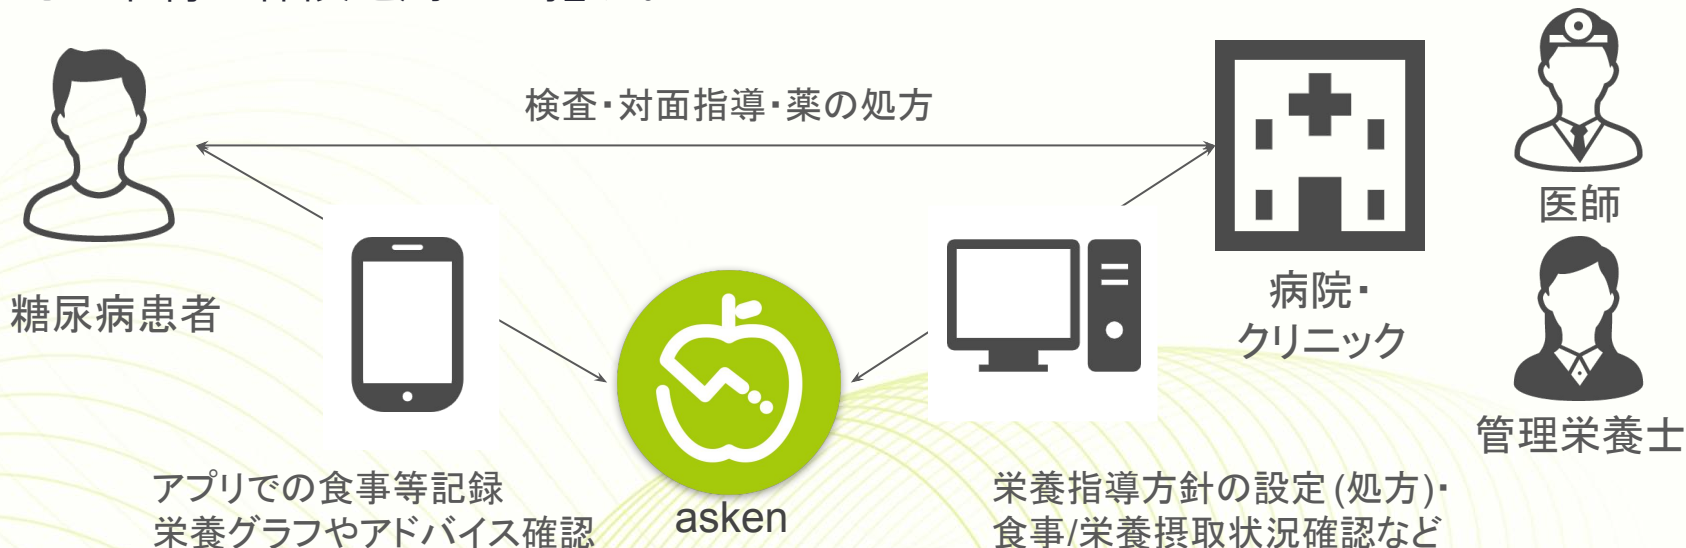 検査・対面指導・薬の処方
医師
糖尿病患者
病院・
クリニック
管理栄養士
アプリでの食事等記録
栄養グラフやアドバイス確認
asken
栄養指導方針の設定(処方)・
食事/栄養摂取状況確認など